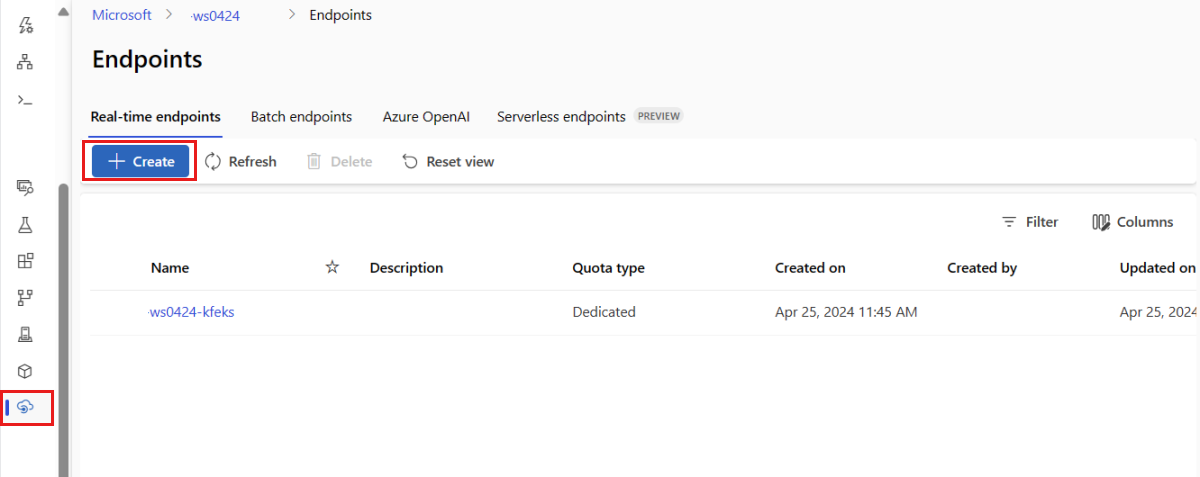 Microsoft > ws0424 > Endpoints
Endpoints
Real-time endpoints Batch endpoints Azure OpenAI Serverless endpoints PREVIEW
Create Refresh Delete Reset view
Filter Columns
Name Description Quota type Created on Created by Updated on
ws0424-kfeks Dedicated Apr 25, 2024 11:45 AM Apr 25, 2024